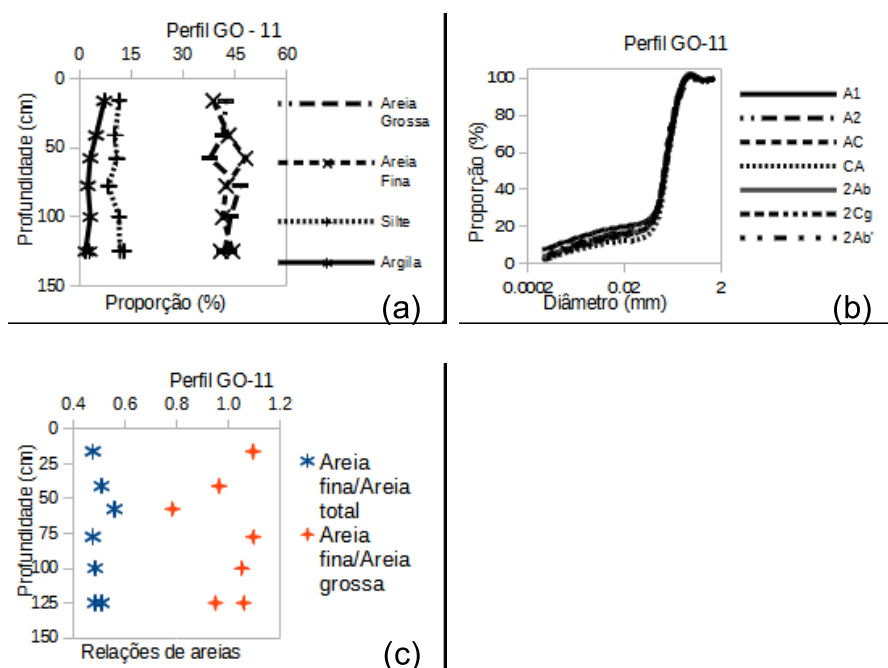 Perfil GO - 11
0 15 30 45 60
0
50
100
150
Profundidade (cm)
Proporção (%)
Areia
Grossa
Areia
Fina
Silte
Argila
(a)
Perfil GO-11
100
80
60
40
20
0
Proporção (%)
0.0002 0.02 2
Diâmetro (mm)
A1
A2
AC
CA
2Ab
2Cg
2Ab'
(b)
Perfil GO-11
0.4 0.6 0.8 1.0 1.2
0
25
50
75
100
125
150
Profundidade (cm)
Relações de areias
Areia
fina/Areia
total
Areia
fina/Areia
grossa
(c)